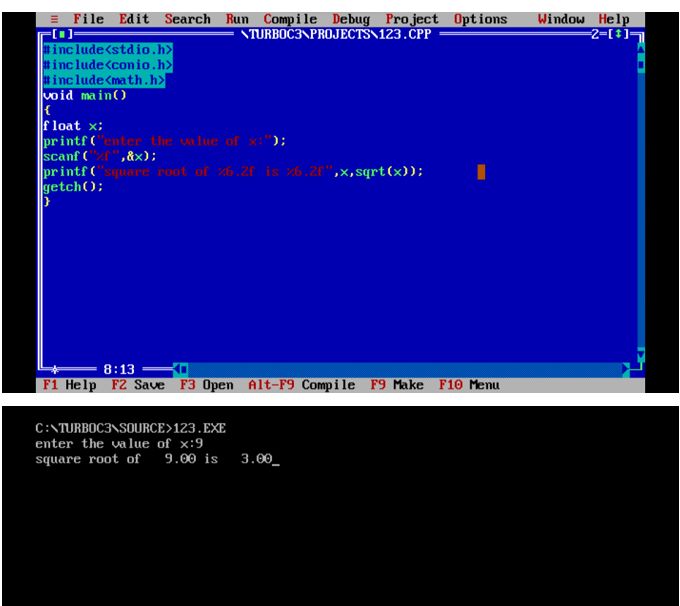 ≡ File Edit Search Run Compile Debug Project Options Window Help
[■] \TURBOC3\PROJECTS\123.CPP 2=[↕]
#include<stdio.h>
#include<conio.h>
#include<math.h>
void main()
{
float x;
printf("enter the value of x:");
scanf("%f",&x);
printf("square root of %6.2f is %6.2f",x,sqrt(x));
getch();
}
* 8:13
F1 Help F2 Save F3 Open Alt-F9 Compile F9 Make F10 Menu
C:\TURBOC3\SOURCE>123.EXE
enter the value of x:9
square root of   9.00 is   3.00_